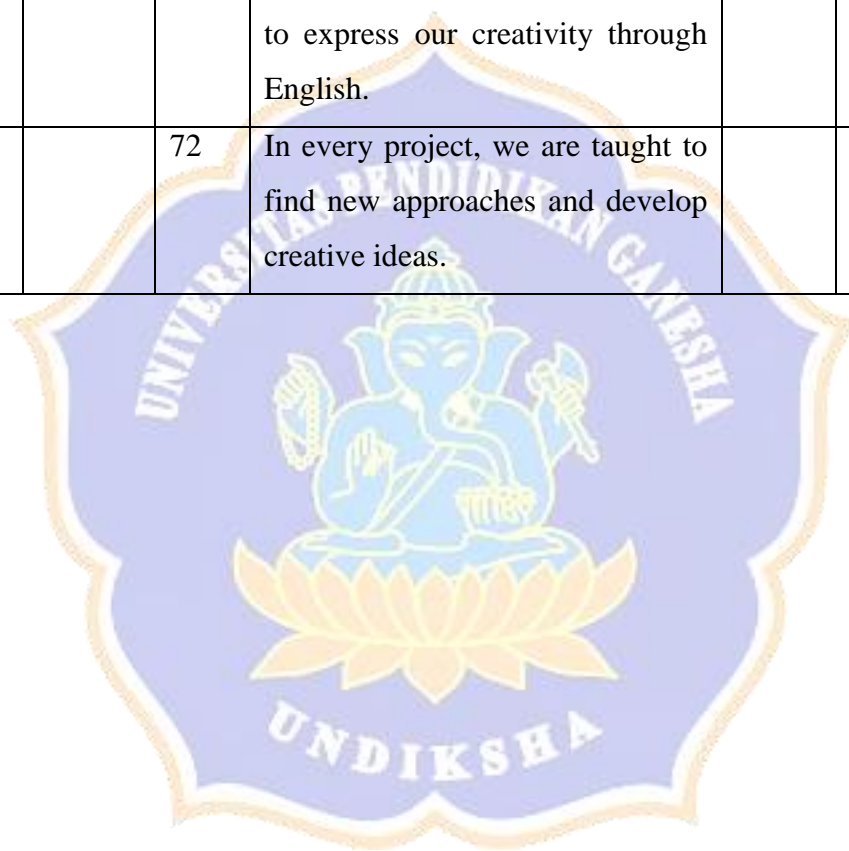 to express our creativity through
English.
72 In every project, we are taught to
find new approaches and develop
creative ideas.
UNIVERSITAS PENDIDIKAN GANESHA
UNDIKSHA